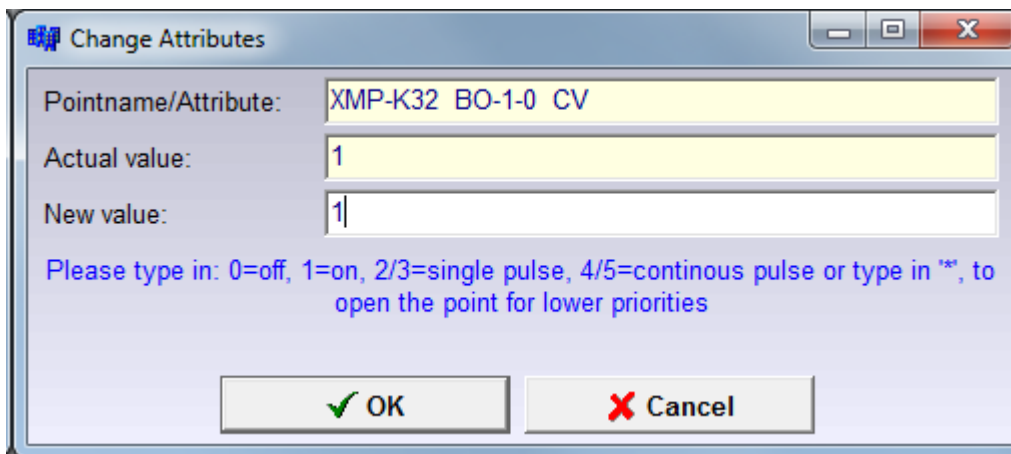 Change Attributes
Pointname/Attribute: XMP-K32 BO-1-0 CV
Actual value: 1
New value: 1
Please type in: 0=off, 1=on, 2/3=single pulse, 4/5=continous pulse or type in '*', to
open the point for lower priorities
OK Cancel